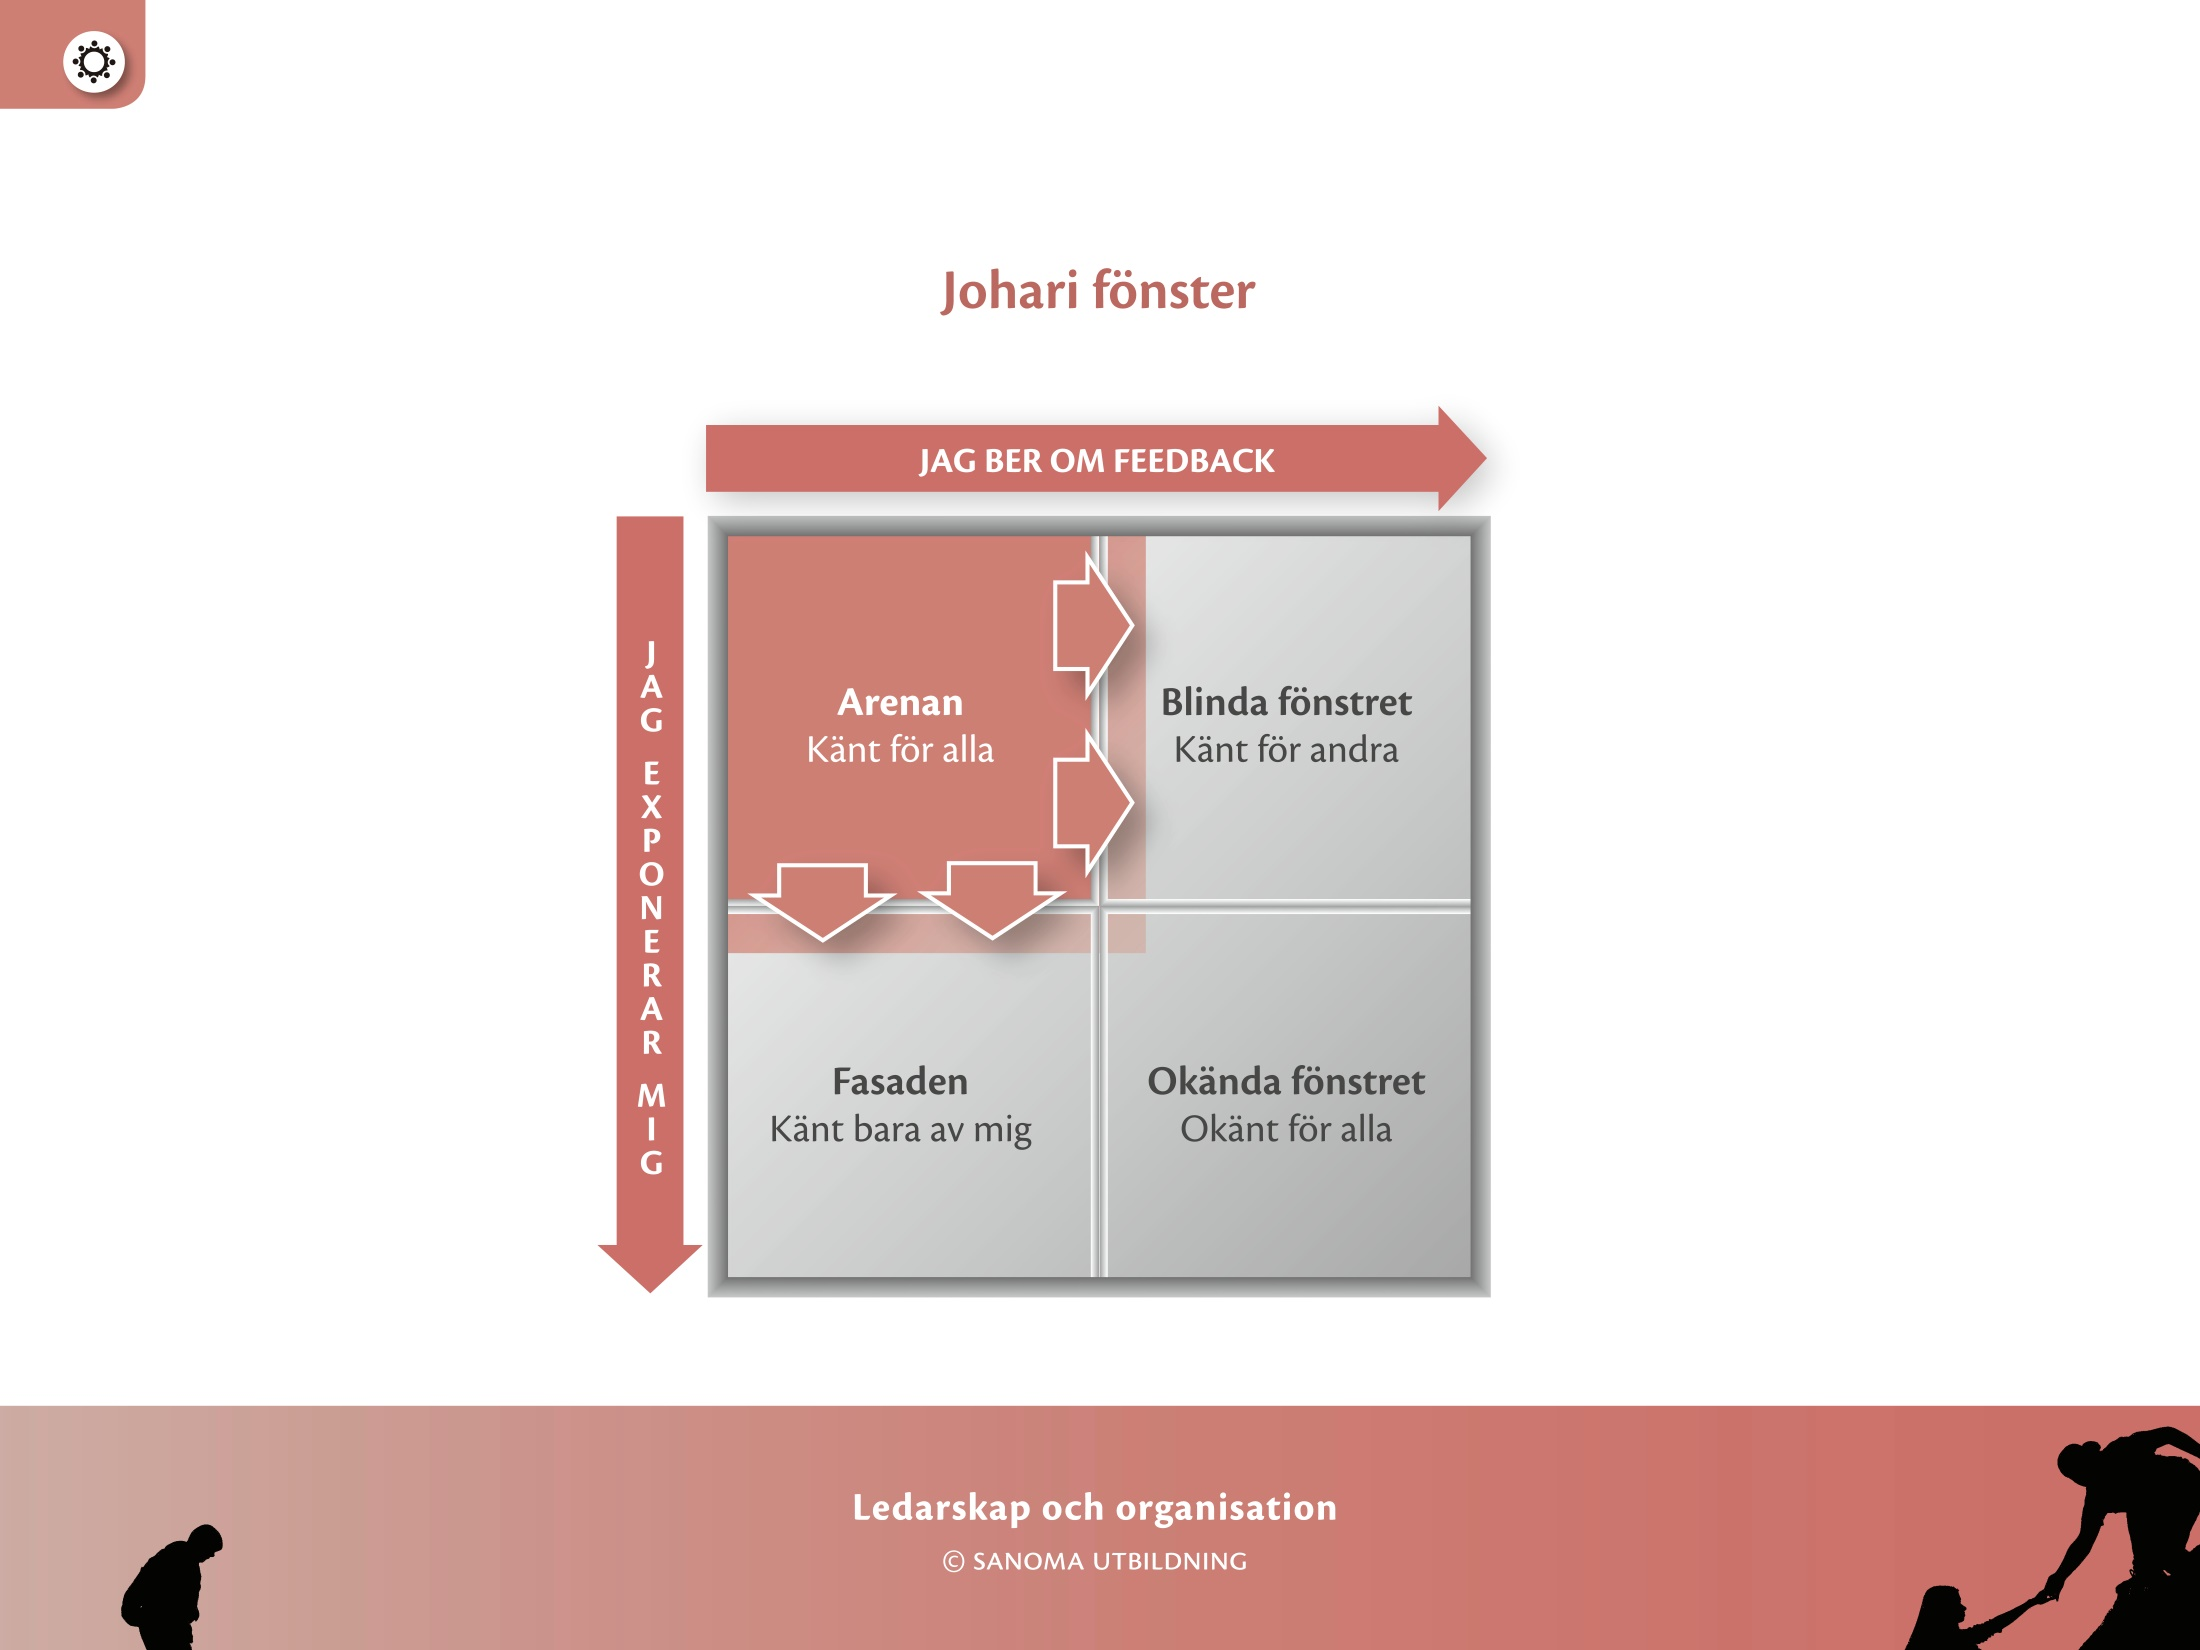 Johari fönster
JAG BER OM FEEDBACK
JAG EXPONERAR MIG
Arenan
Känt för alla
Blinda fönstret
Känt för andra
Fasaden
Känt bara av mig
Okända fönstret
Okänt för alla
Ledarskap och organisation
© SANOMA UTBILDNING